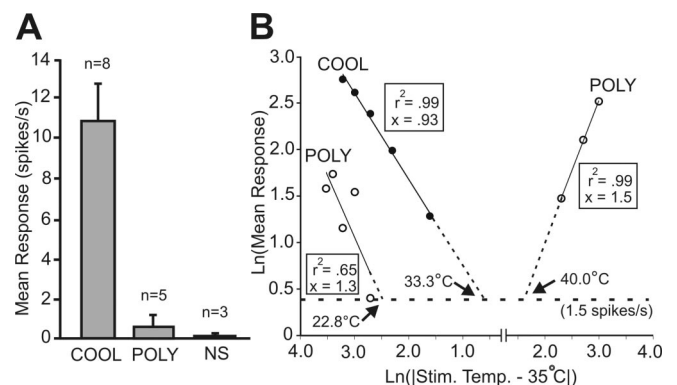 A
14
12
10
8
6
4
2
0
Mean Response (spikes/s)
n=8
n=5
n=3
COOL
POLY
NS
B
3.0
2.5
2.0
1.5
1.0
0.5
0
Ln(Mean Response)
COOL
r² = .99
x = .93
POLY
r² = .99
x = 1.5
POLY
r² = .65
x = 1.3
22.8°C
33.3°C
40.0°C
(1.5 spikes/s)
4.0 3.0 2.0 1.0 2.0 3.0 4.0
Ln(|Stim. Temp. - 35°C|)